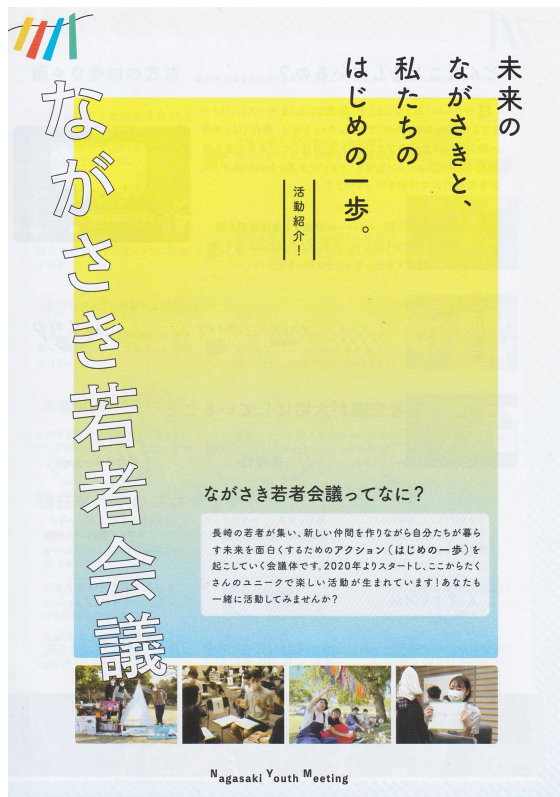 未来の
ながさきと、
私たちの
はじめの一歩。
活動紹介！
ながさき若者会議
ながさき若者会議ってなに？
長崎の若者が集い、新しい仲間を作りながら自分たちが暮ら
す未来を面白くするためのアクション（はじめの一歩）を
起こしていく会議体です。2020年よりスタートし、ここからたく
さんのユニークで楽しい活動が生まれています！あなたも
一緒に活動してみませんか？
Nagasaki Youth Meeting